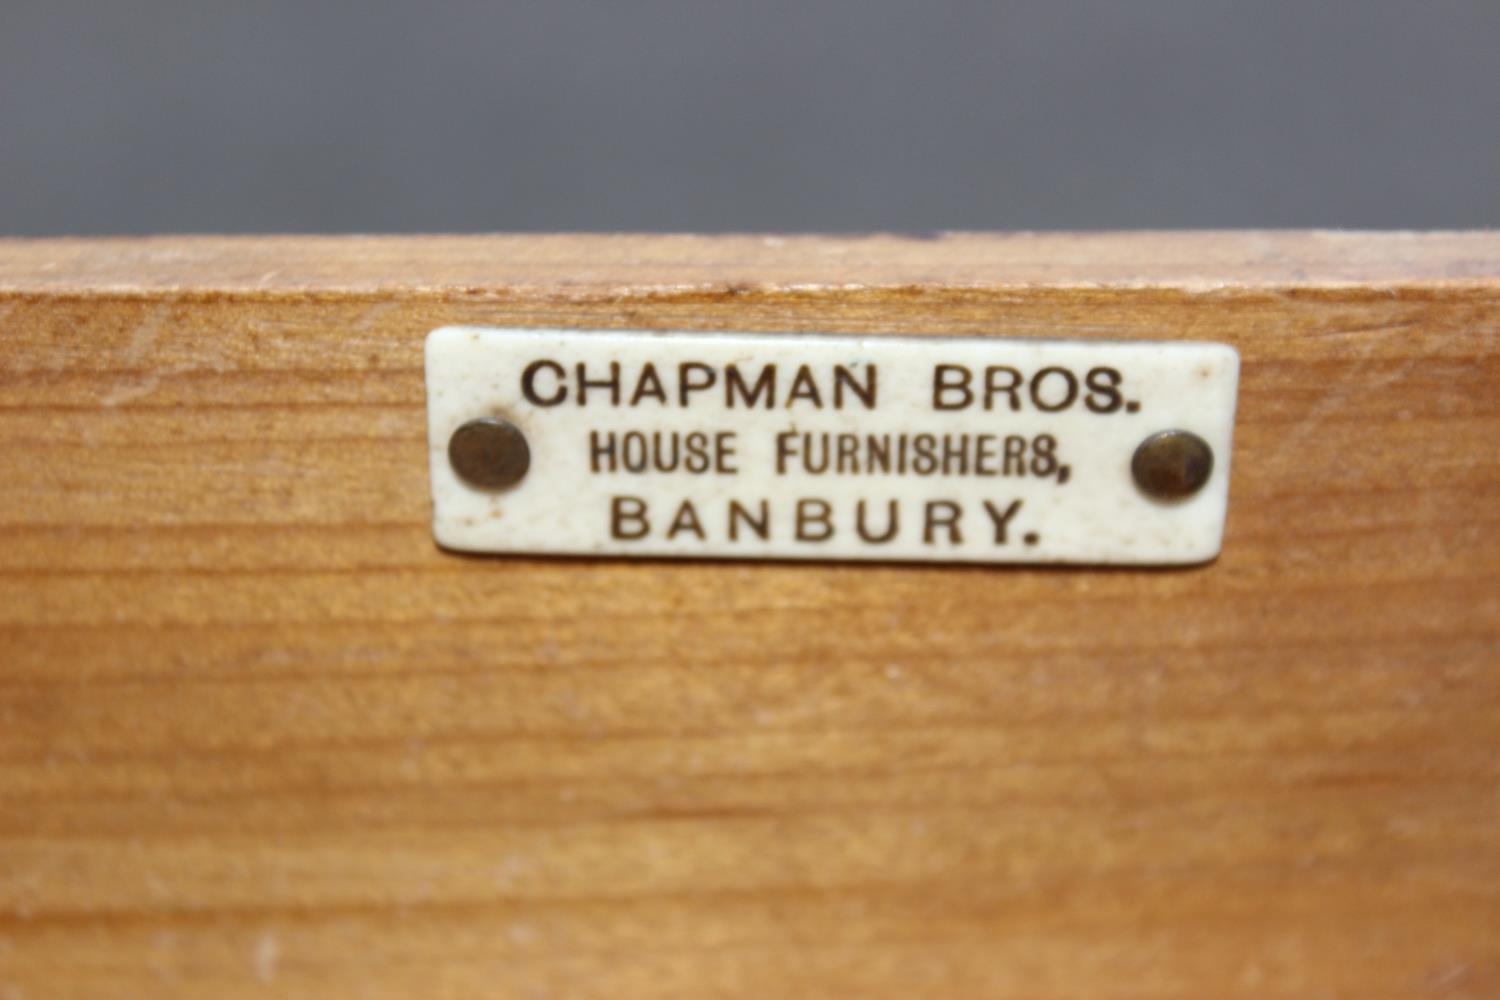 CHAPMAN BROS.
HOUSE FURNISHERS,
BANBURY.